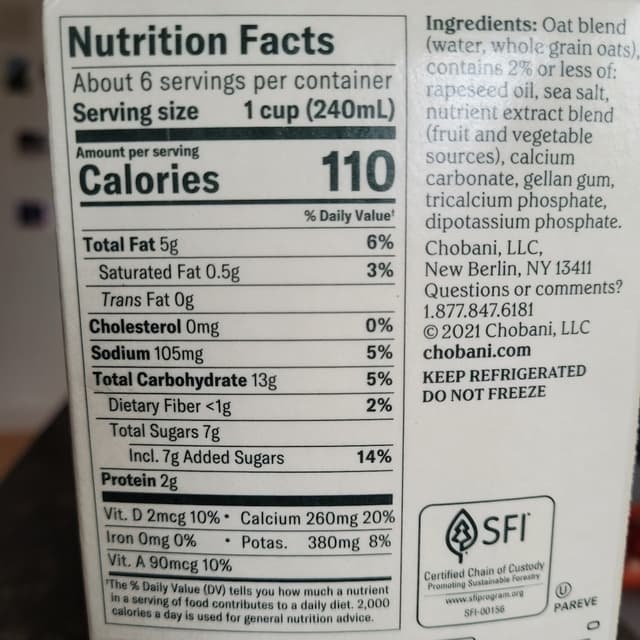 Nutrition Facts
About 6 servings per container
Serving size 1 cup (240mL)
Amount per serving
Calories 110
% Daily Value†
Total Fat 5g 6%
Saturated Fat 0.5g 3%
Trans Fat 0g
Cholesterol 0mg 0%
Sodium 105mg 5%
Total Carbohydrate 13g 5%
Dietary Fiber <1g 2%
Total Sugars 7g
Incl. 7g Added Sugars 14%
Protein 2g
Vit. D 2mcg 10% • Calcium 260mg 20%
Iron 0mg 0% • Potas. 380mg 8%
Vit. A 90mcg 10%
†The % Daily Value (DV) tells you how much a nutrient
in a serving of food contributes to a daily diet. 2,000
calories a day is used for general nutrition advice.
Ingredients: Oat blend
(water, whole grain oats),
contains 2% or less of:
rapeseed oil, sea salt,
nutrient extract blend
(fruit and vegetable
sources), calcium
carbonate, gellan gum,
tricalcium phosphate,
dipotassium phosphate.
Chobani, LLC,
New Berlin, NY 13411
Questions or comments?
1.877.847.6181
© 2021 Chobani, LLC
chobani.com
KEEP REFRIGERATED
DO NOT FREEZE
SFI
Certified Chain of Custody
Promoting Sustainable Forestry
www.sfiprogram.org
SFI-00156
U
PAREVE